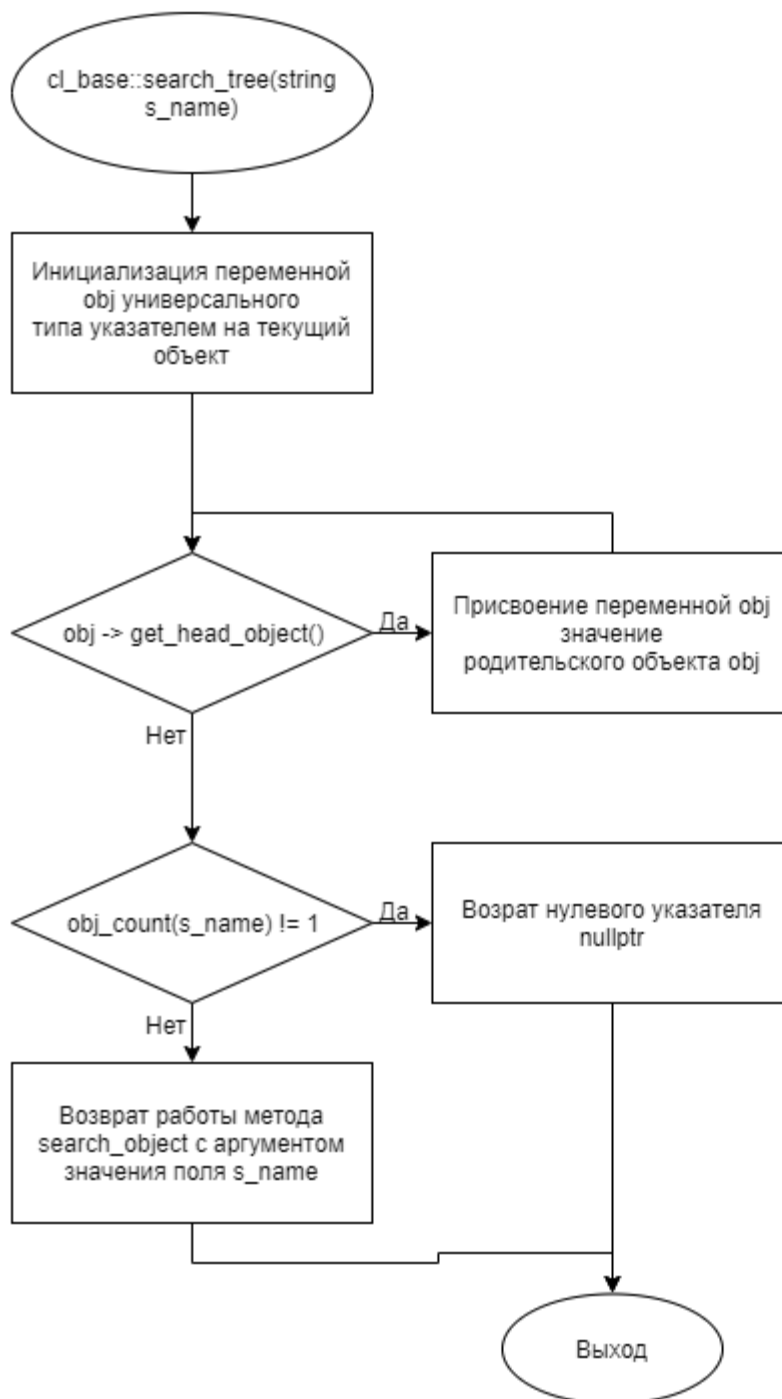 cl_base::search_tree(string
s_name)
Инициализация переменной
obj универсального
типа указателем на текущий
объект
obj -> get_head_object()
Да
Присвоение переменной obj
значение
родительского объекта obj
Нет
obj_count(s_name) != 1
Да
Возрат нулевого указателя
nullptr
Нет
Возврат работы метода
search_object с аргументом
значения поля s_name
Выход